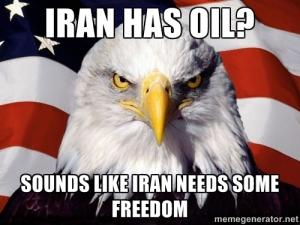 IRAN HAS OIL?
SOUNDS LIKE IRAN NEEDS SOME
FREEDOM
memegenerator.net